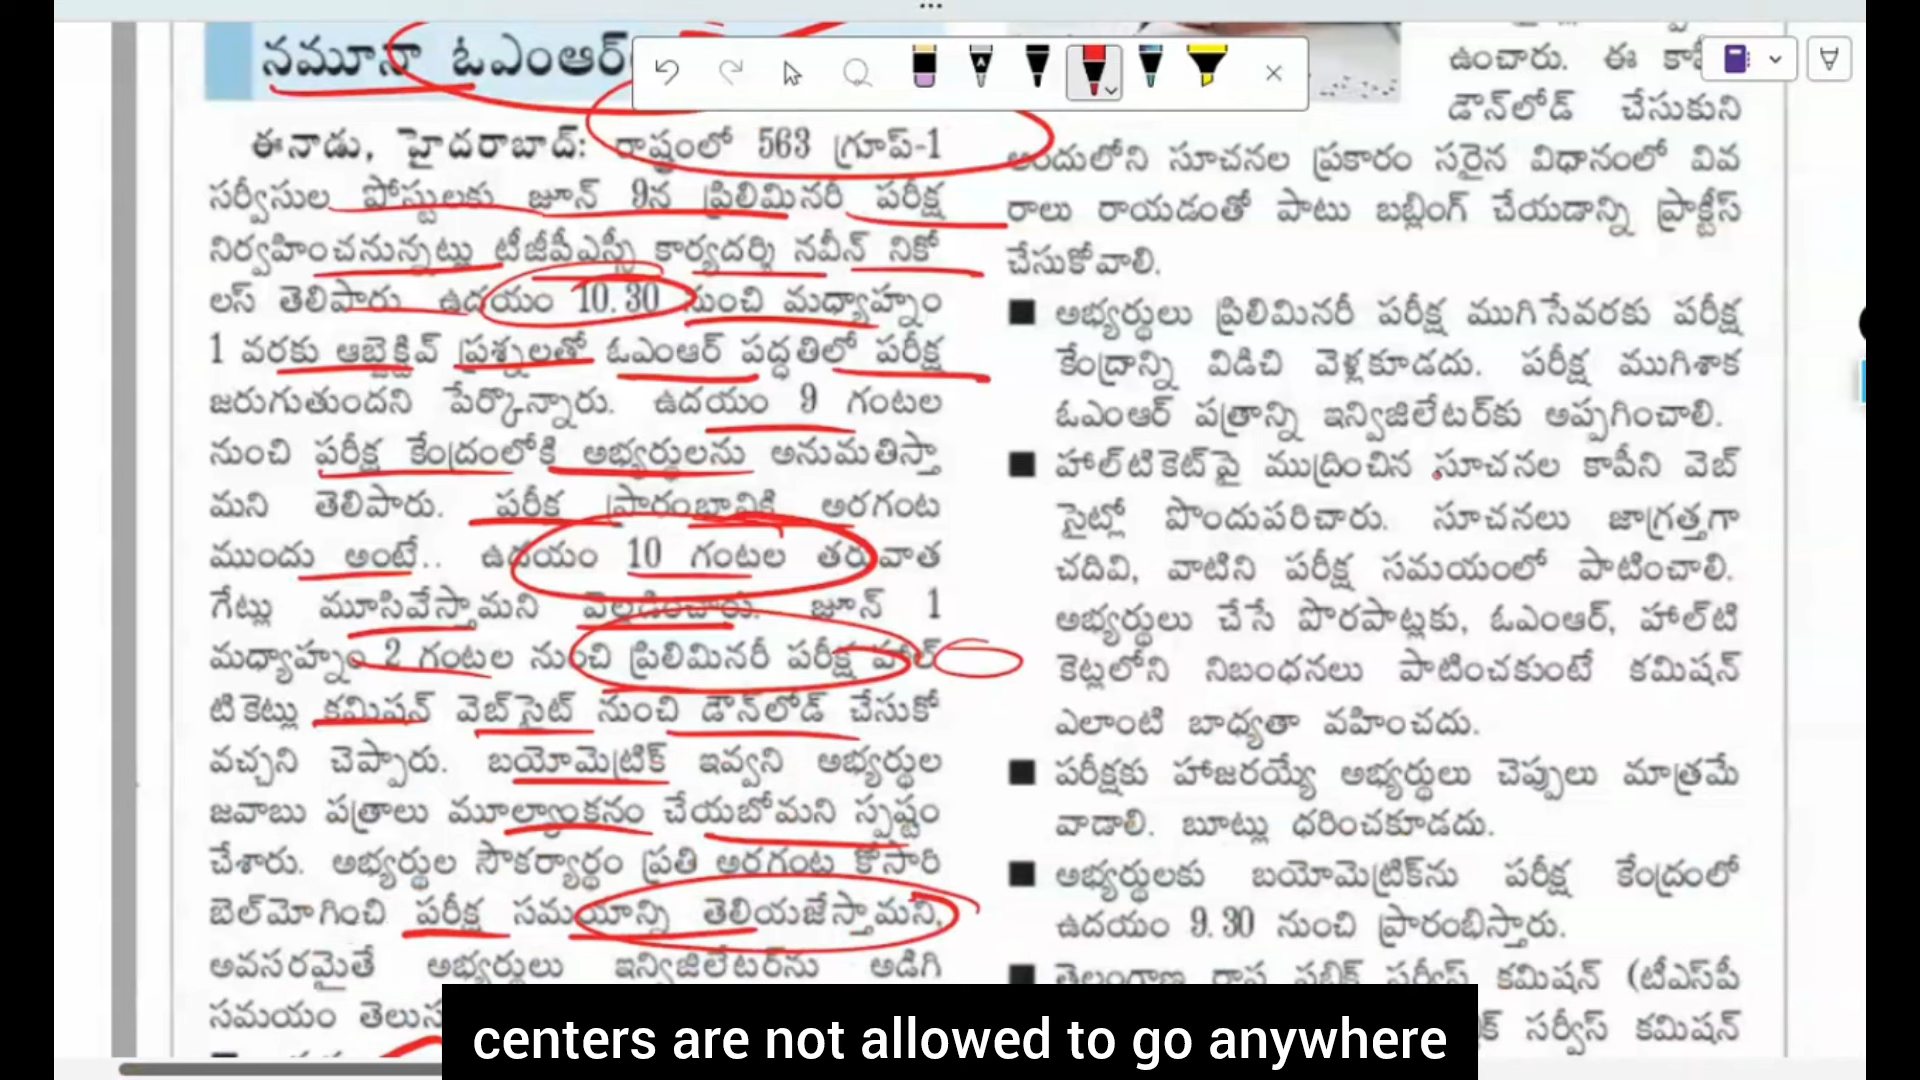 నమూనా ఓఎంఆర్
ఈనాడు, హైదరాబాద్: రాష్ట్రంలో 563 గ్రూప్-1
సర్వీసుల పోస్టులకు జూన్ 9న ప్రిలిమినరీ పరీక్ష
నిర్వహించనున్నట్లు టీజీపీఎస్సీ కార్యదర్శి నవీన్ నికో
లస్ తెలిపారు. ఉదయం 10.30 నుంచి మధ్యాహ్నం
1 వరకు ఆబ్జెక్టివ్ ప్రశ్నలతో ఓఎంఆర్ పద్ధతిలో పరీక్ష
జరుగుతుందని పేర్కొన్నారు. ఉదయం 9 గంటల
నుంచి పరీక్ష కేంద్రంలోకి అభ్యర్థులను అనుమతిస్తా
మని తెలిపారు. పరీక్ష ప్రారంభానికి అరగంట
ముందు అంటే.. ఉదయం 10 గంటల తరువాత
గేట్లు మూసివేస్తామని వెల్లడించారు. జూన్ 1
మధ్యాహ్నం 2 గంటల నుంచి ప్రిలిమినరీ పరీక్ష హాల్
టికెట్లు కమిషన్ వెబ్‌సైట్ నుంచి డౌన్‌లోడ్ చేసుకో
వచ్చని చెప్పారు. బయోమెట్రిక్ ఇవ్వని అభ్యర్థుల
జవాబు పత్రాలు మూల్యాంకనం చేయబోమని స్పష్టం
చేశారు. అభ్యర్థుల సౌకర్యార్థం ప్రతి అరగంట కోసారి
బెల్‌మోగించి పరీక్ష సమయాన్ని తెలియజేస్తామని,
అవసరమైతే అభ్యర్థులు ఇన్విజిలేటర్‌ను అడిగి
సమయం
ఉంచారు. ఈ
డౌన్‌లోడ్ చేసుకుని
అందులోని సూచనల ప్రకారం సరైన విధానంలో వివ
రాలు రాయడంతో పాటు బబ్లింగ్ చేయడాన్ని ప్రాక్టీస్
చేసుకోవాలి.
■ అభ్యర్థులు ప్రిలిమినరీ పరీక్ష ముగిసేవరకు పరీక్ష
కేంద్రాన్ని విడిచి వెళ్లకూడదు. పరీక్ష ముగిశాక
ఓఎంఆర్ పత్రాన్ని ఇన్విజిలేటర్‌కు అప్పగించాలి.
■ హాల్‌టికెట్‌పై ముద్రించిన సూచనల కాపీని వెబ్
సైట్లో పొందుపరిచారు. సూచనలు జాగ్రత్తగా
చదివి, వాటిని పరీక్ష సమయంలో పాటించాలి.
అభ్యర్థులు చేసే పొరపాట్లకు, ఓఎంఆర్, హాల్‌టి
కెట్లలోని నిబంధనలు పాటించకుంటే కమిషన్
ఎలాంటి బాధ్యతా వహించదు.
■ పరీక్షకు హాజరయ్యే అభ్యర్థులు చెప్పులు మాత్రమే
వాడాలి. బూట్లు ధరించకూడదు.
■ అభ్యర్థులకు బయోమెట్రిక్‌ను పరీక్ష కేంద్రంలో
ఉదయం 9.30 నుంచి ప్రారంభిస్తారు.
■ తెలంగాణ రాష్ట్ర పబ్లిక్ సర్వీస్ కమిషన్ (టీఎస్‌పీ
సర్వీస్ కమిషన్
centers are not allowed to go anywhere